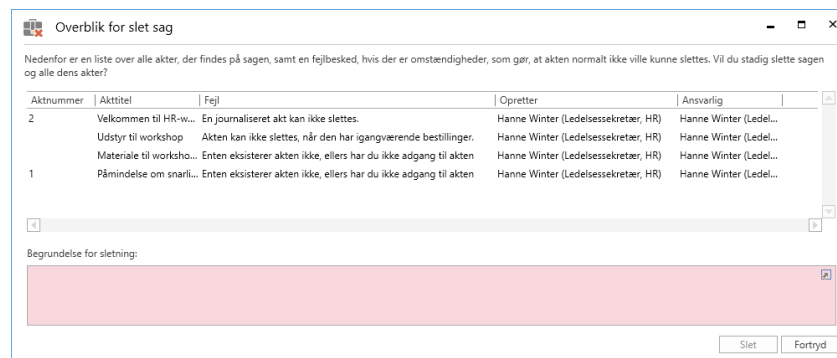 Overblik for slet sag
Nedenfor er en liste over alle akter, der findes på sagen, samt en fejlbesked, hvis der er omstændigheder, som gør, at akten normalt ikke ville kunne slettes. Vil du stadig slette sagen
og alle dens akter?
Aktnummer Akttitel Fejl Opretter Ansvarlig
2 Velkommen til HR-w... En journaliseret akt kan ikke slettes. Hanne Winter (Ledelsessekretær, HR) Hanne Winter (Ledel...
Udstyr til workshop Akten kan ikke slettes, når den har igangværende bestillinger. Hanne Winter (Ledelsessekretær, HR) Hanne Winter (Ledel...
Materiale til worksho... Enten eksisterer akten ikke, ellers har du ikke adgang til akten Hanne Winter (Ledelsessekretær, HR) Hanne Winter (Ledel...
1 Påmindelse om snarli... Enten eksisterer akten ikke, ellers har du ikke adgang til akten Hanne Winter (Ledelsessekretær, HR) Hanne Winter (Ledel...
Begrundelse for sletning:
Slet Fortryd